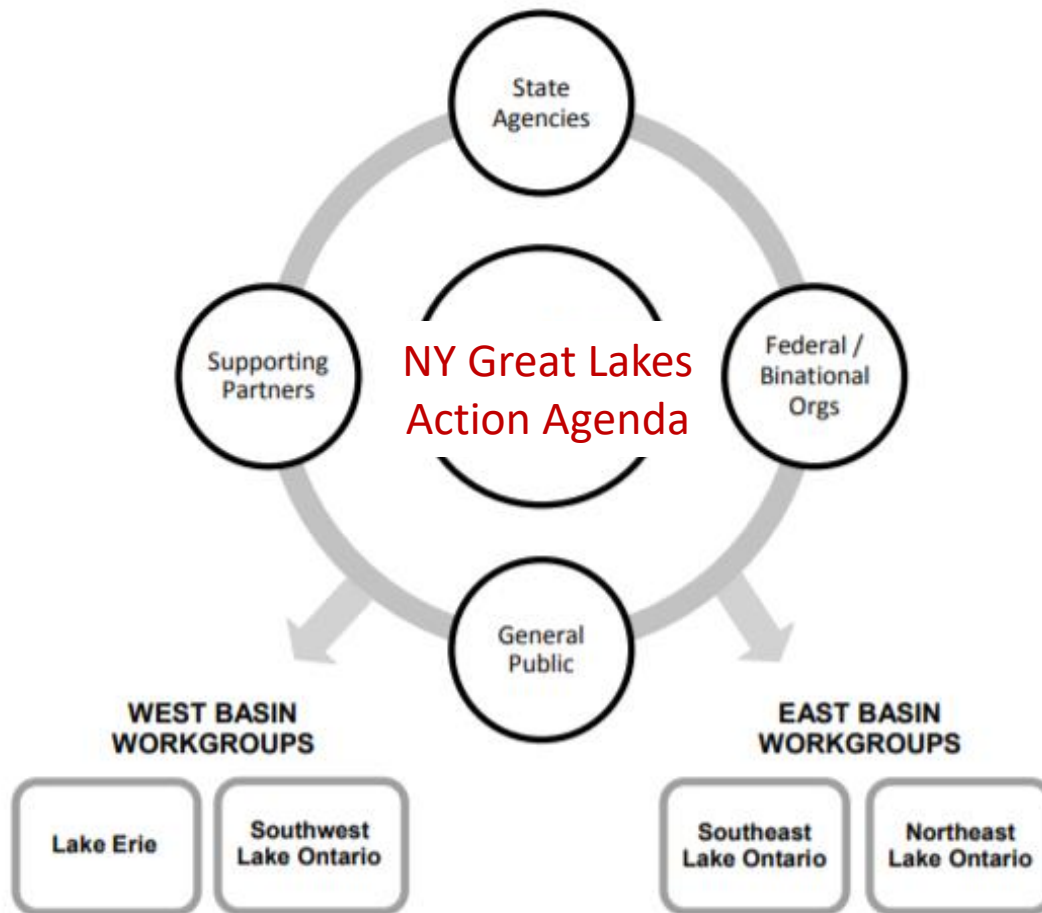 State
Agencies
Supporting
Partners
NY Great Lakes
Action Agenda
Federal /
Binational
Orgs
General
Public
WEST BASIN
WORKGROUPS
EAST BASIN
WORKGROUPS
Lake Erie
Southwest
Lake Ontario
Southeast
Lake Ontario
Northeast
Lake Ontario